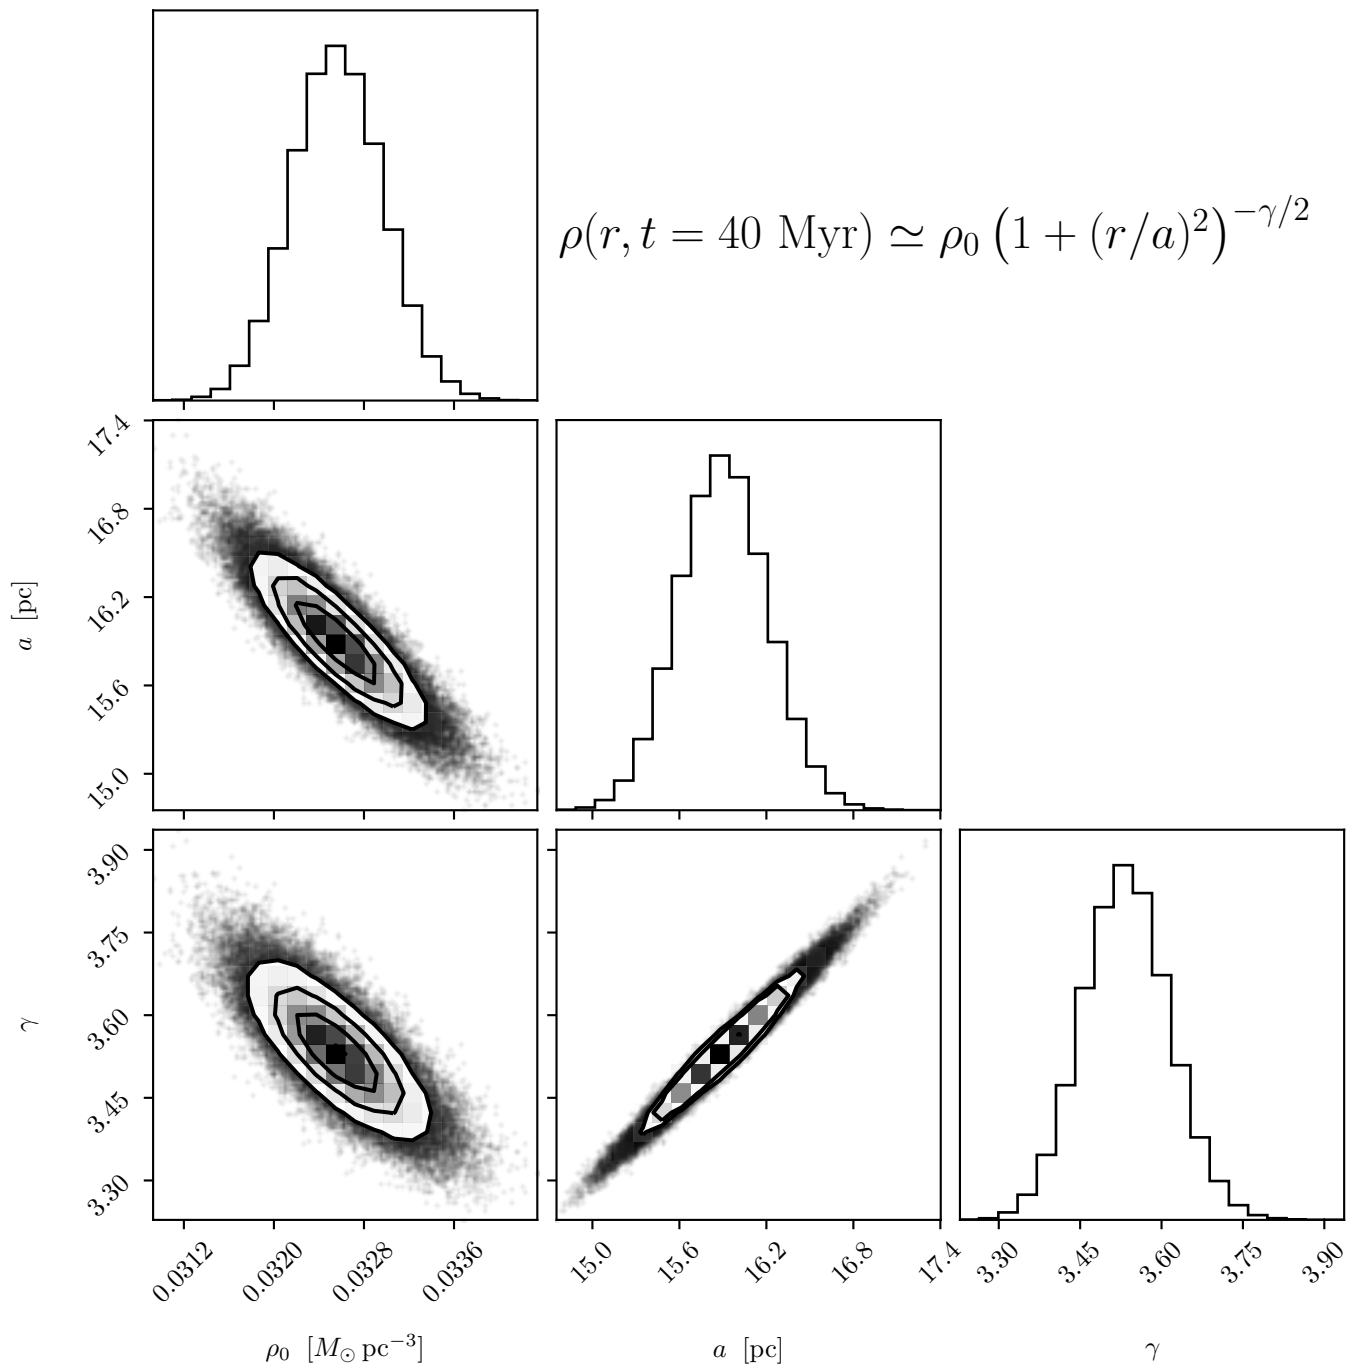 ρ(r, t = 40 Myr) ≃ ρ₀ (1 + (r/a)²)^{−γ/2}
17.4
16.8
16.2
15.6
15.0
a [pc]
3.90
3.75
3.60
3.45
3.30
γ
0.0312 0.0320 0.0328 0.0336
15.0 15.6 16.2 16.8 17.4
3.30 3.45 3.60 3.75 3.90
ρ₀ [M⊙ pc⁻³]
a [pc]
γ